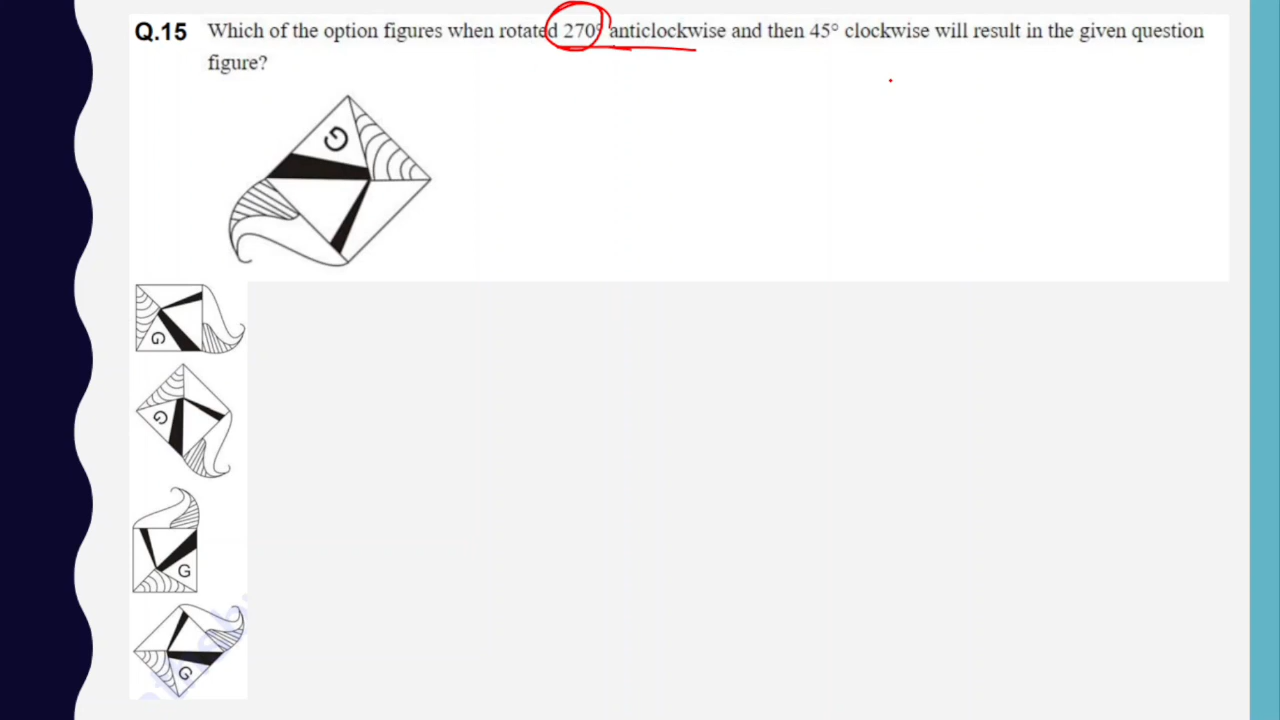 Q.15 Which of the option figures when rotated 270° anticlockwise and then 45° clockwise will result in the given question
figure?
G
G
G
G
G